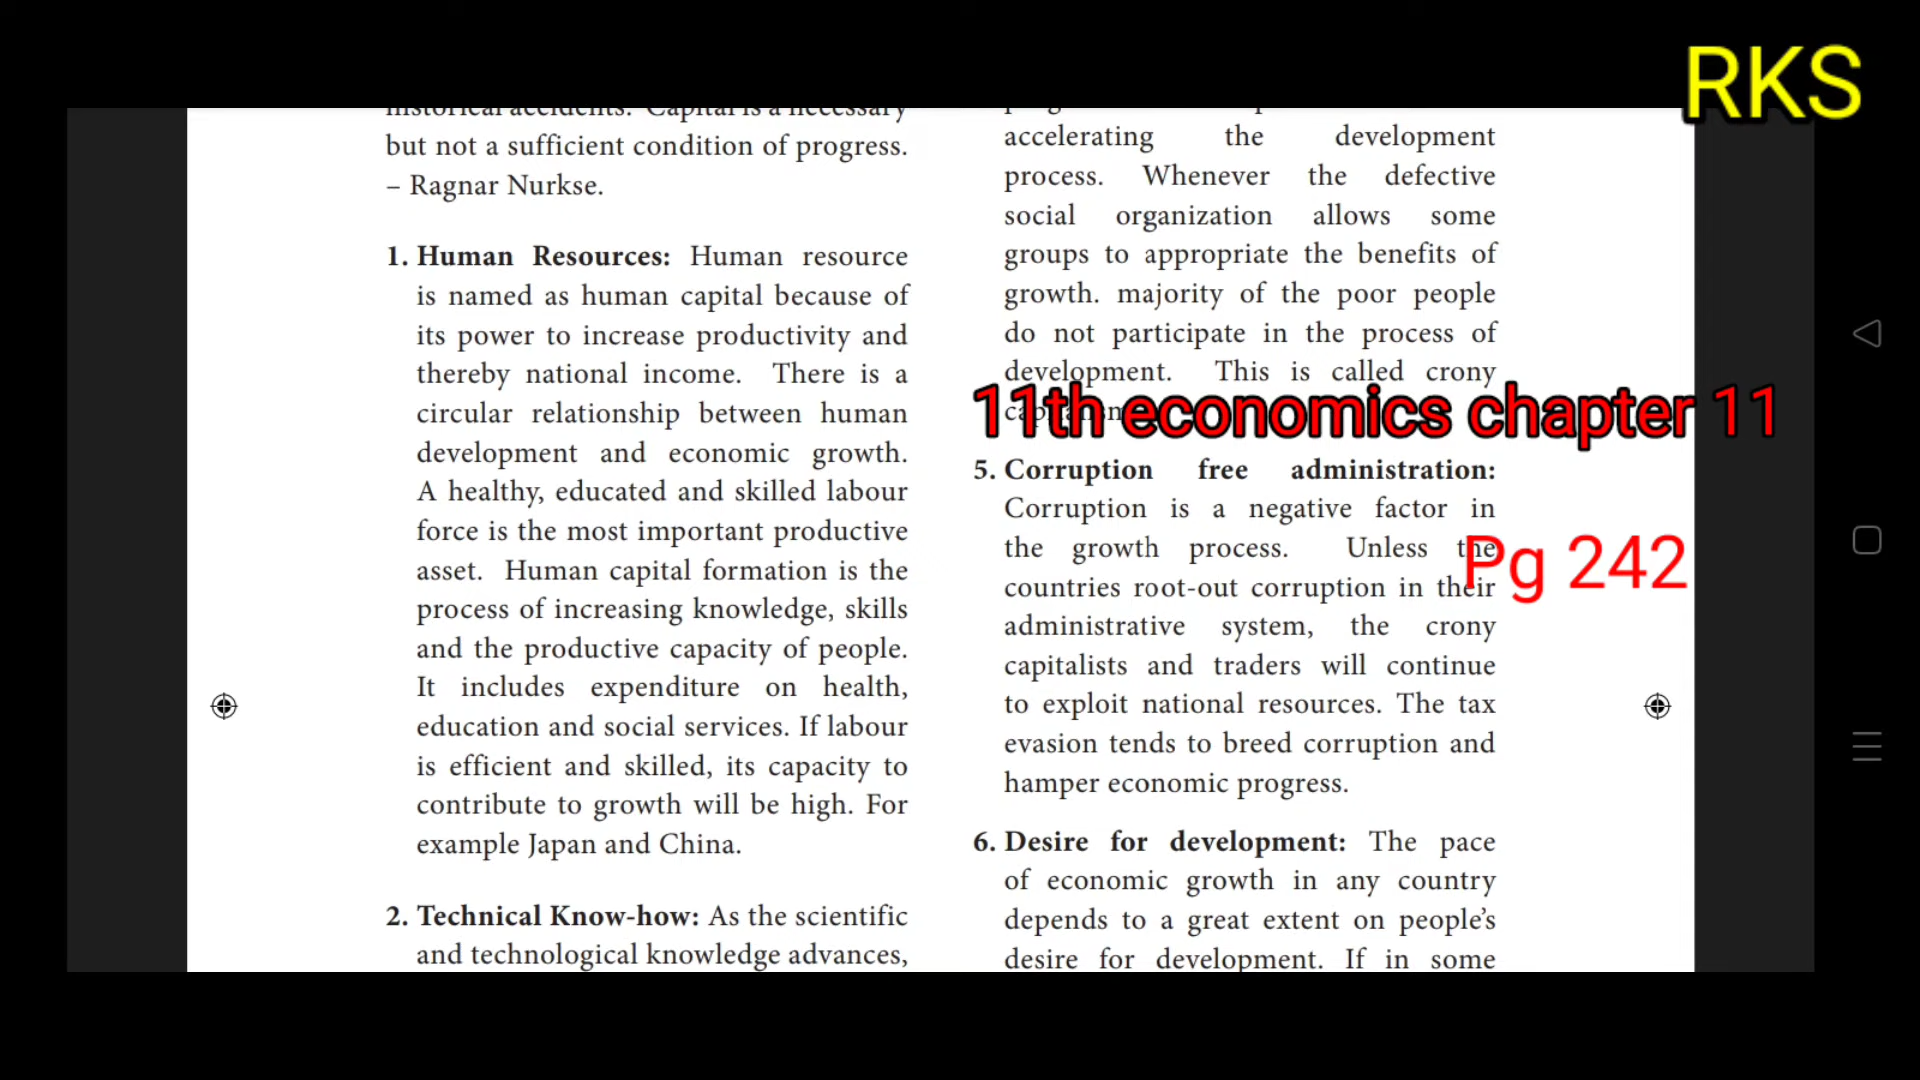 RKS
historical accidents. Capital is a necessary
but not a sufficient condition of progress.
– Ragnar Nurkse.
1. Human Resources: Human resource
is named as human capital because of
its power to increase productivity and
thereby national income. There is a
circular relationship between human
development and economic growth.
A healthy, educated and skilled labour
force is the most important productive
asset. Human capital formation is the
process of increasing knowledge, skills
and the productive capacity of people.
It includes expenditure on health,
education and social services. If labour
is efficient and skilled, its capacity to
contribute to growth will be high. For
example Japan and China.
2. Technical Know-how: As the scientific
and technological knowledge advances,
accelerating the development
process. Whenever the defective
social organization allows some
groups to appropriate the benefits of
growth. majority of the poor people
do not participate in the process of
development. This is called crony
11th economics chapter 11
5. Corruption free administration:
Corruption is a negative factor in
the growth process. Unless the
Pg 242
countries root-out corruption in their
administrative system, the crony
capitalists and traders will continue
to exploit national resources. The tax
evasion tends to breed corruption and
hamper economic progress.
6. Desire for development: The pace
of economic growth in any country
depends to a great extent on people’s
desire for development. If in some